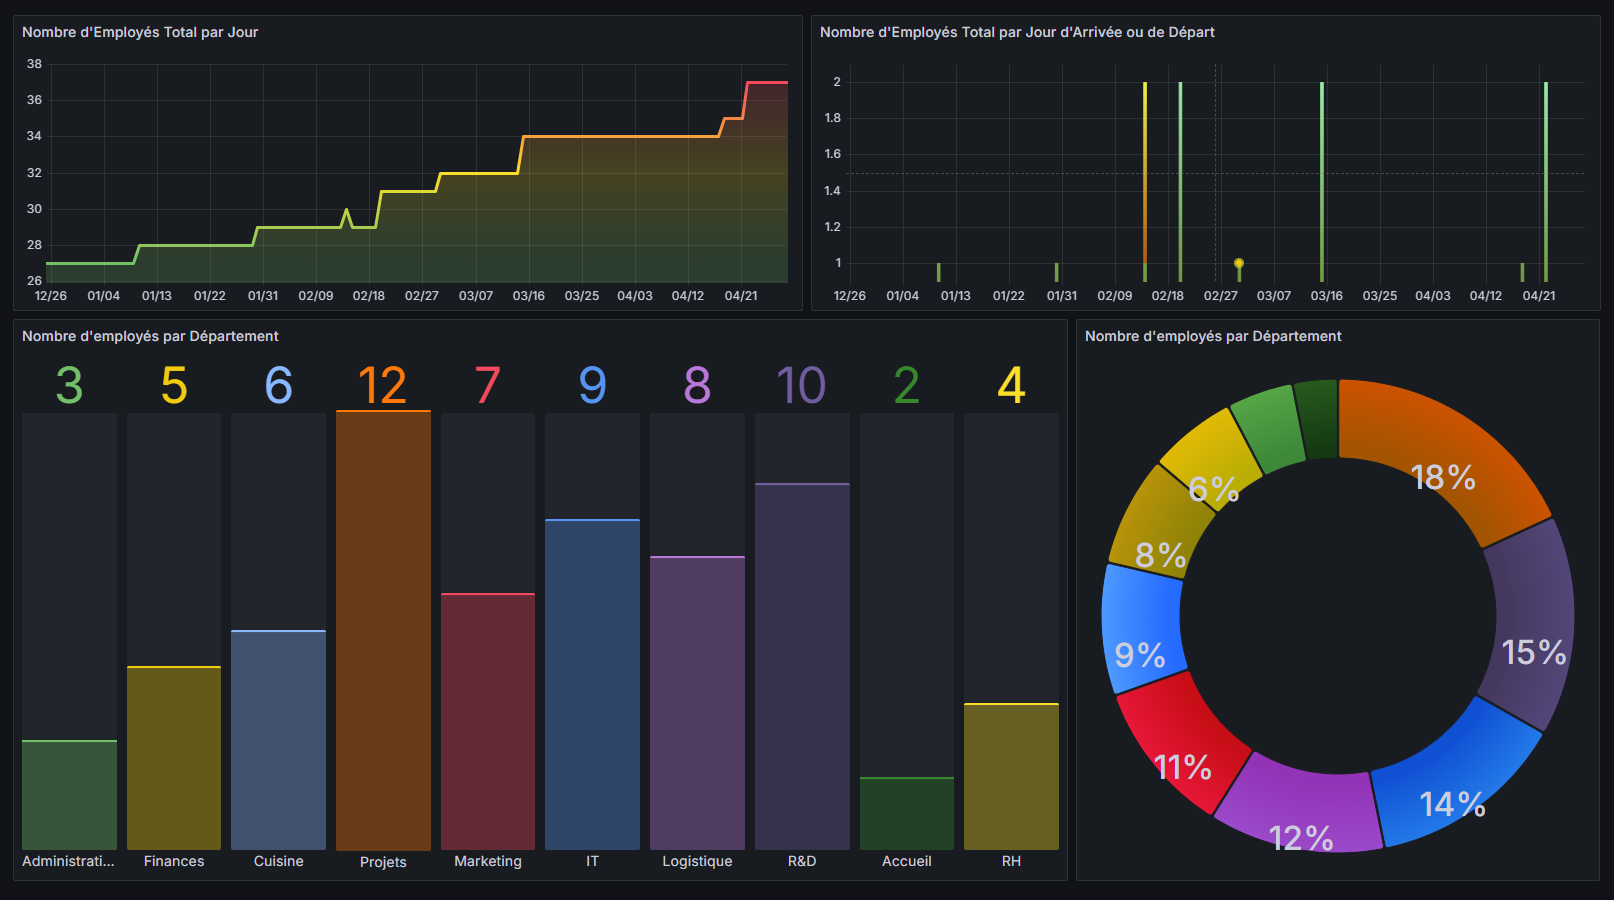 Nombre d'Employés Total par Jour
38
36
34
32
30
28
26
12/26 01/04 01/13 01/22 01/31 02/09 02/18 02/27 03/07 03/16 03/25 04/03 04/12 04/21
Nombre d'Employés Total par Jour d'Arrivée ou de Départ
2
1.8
1.6
1.4
1.2
1
12/26 01/04 01/13 01/22 01/31 02/09 02/18 02/27 03/07 03/16 03/25 04/03 04/12 04/21
Nombre d'employés par Département
3 5 6 12 7 9 8 10 2 4
Administrati... Finances Cuisine Projets Marketing IT Logistique R&D Accueil RH
Nombre d'employés par Département
18%
15%
14%
12%
11%
9%
8%
6%